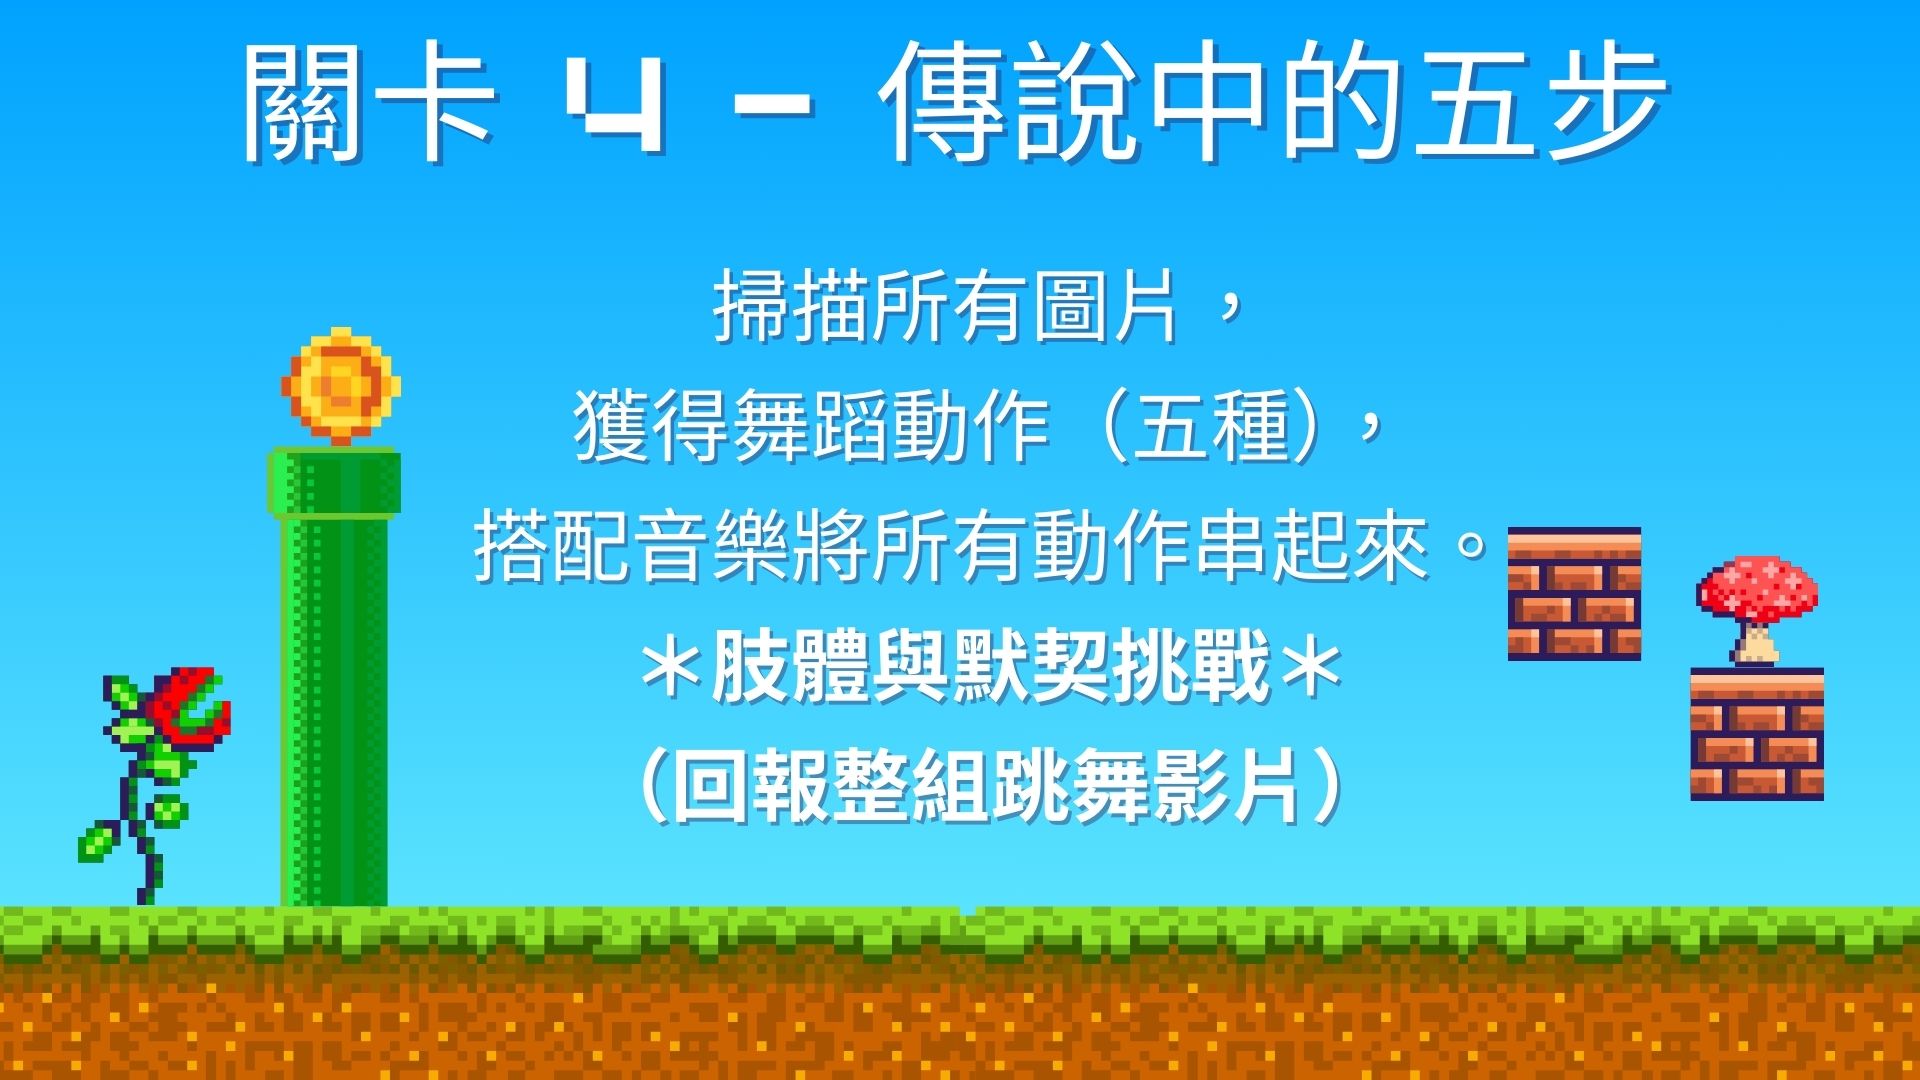 關卡 4 - 傳說中的五步
掃描所有圖片，
獲得舞蹈動作（五種），
搭配音樂將所有動作串起來。
＊肢體與默契挑戰＊
（回報整組跳舞影片）